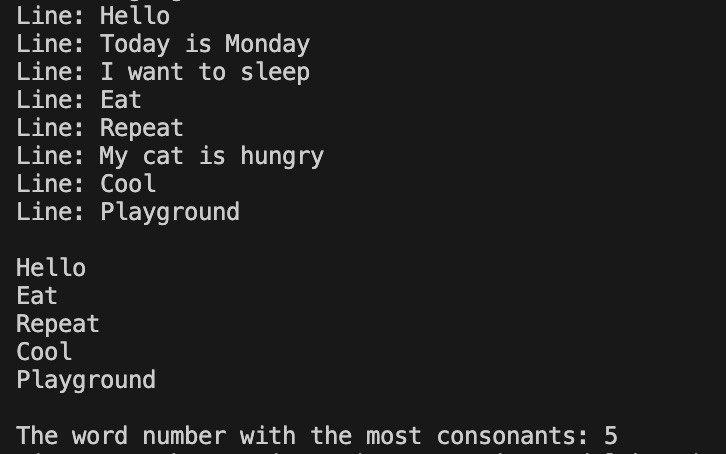 Line: Hello
Line: Today is Monday
Line: I want to sleep
Line: Eat
Line: Repeat
Line: My cat is hungry
Line: Cool
Line: Playground
Hello
Eat
Repeat
Cool
Playground
The word number with the most consonants: 5